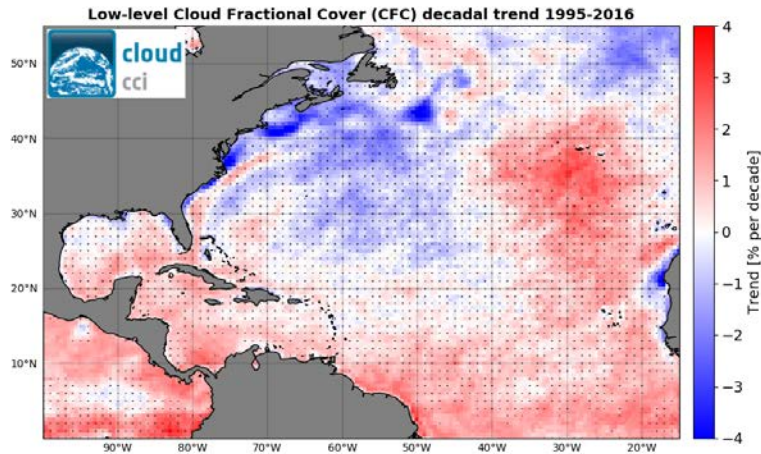 Low-level Cloud Fractional Cover (CFC) decadal trend 1995-2016
cloud
cci
50°N
40°N
30°N
20°N
10°N
90°W 80°W 70°W 60°W 50°W 40°W 30°W 20°W
4
3
2
1
0
−1
−2
−3
−4
Trend [% per decade]